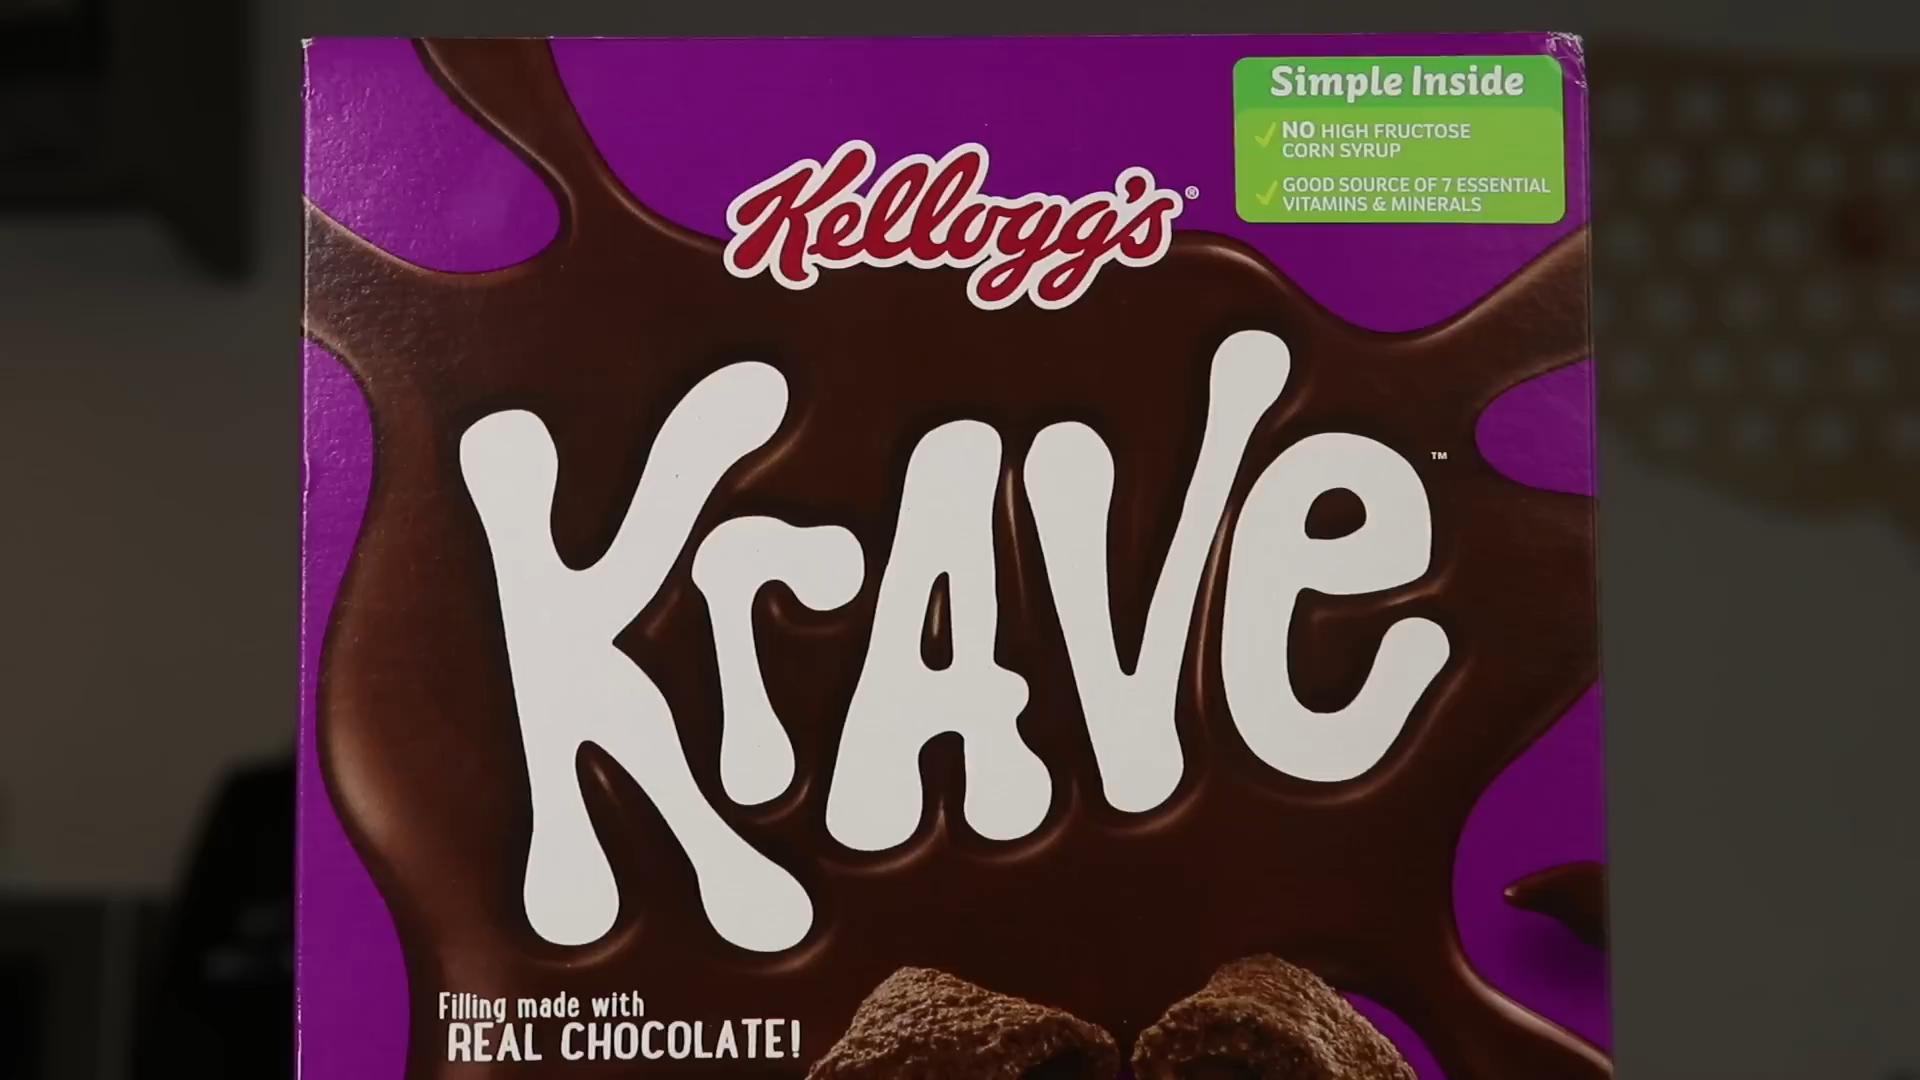 Simple Inside
NO HIGH FRUCTOSE
CORN SYRUP
GOOD SOURCE OF 7 ESSENTIAL
VITAMINS & MINERALS
Kellogg's®
Krave™
Filling made with
REAL CHOCOLATE!